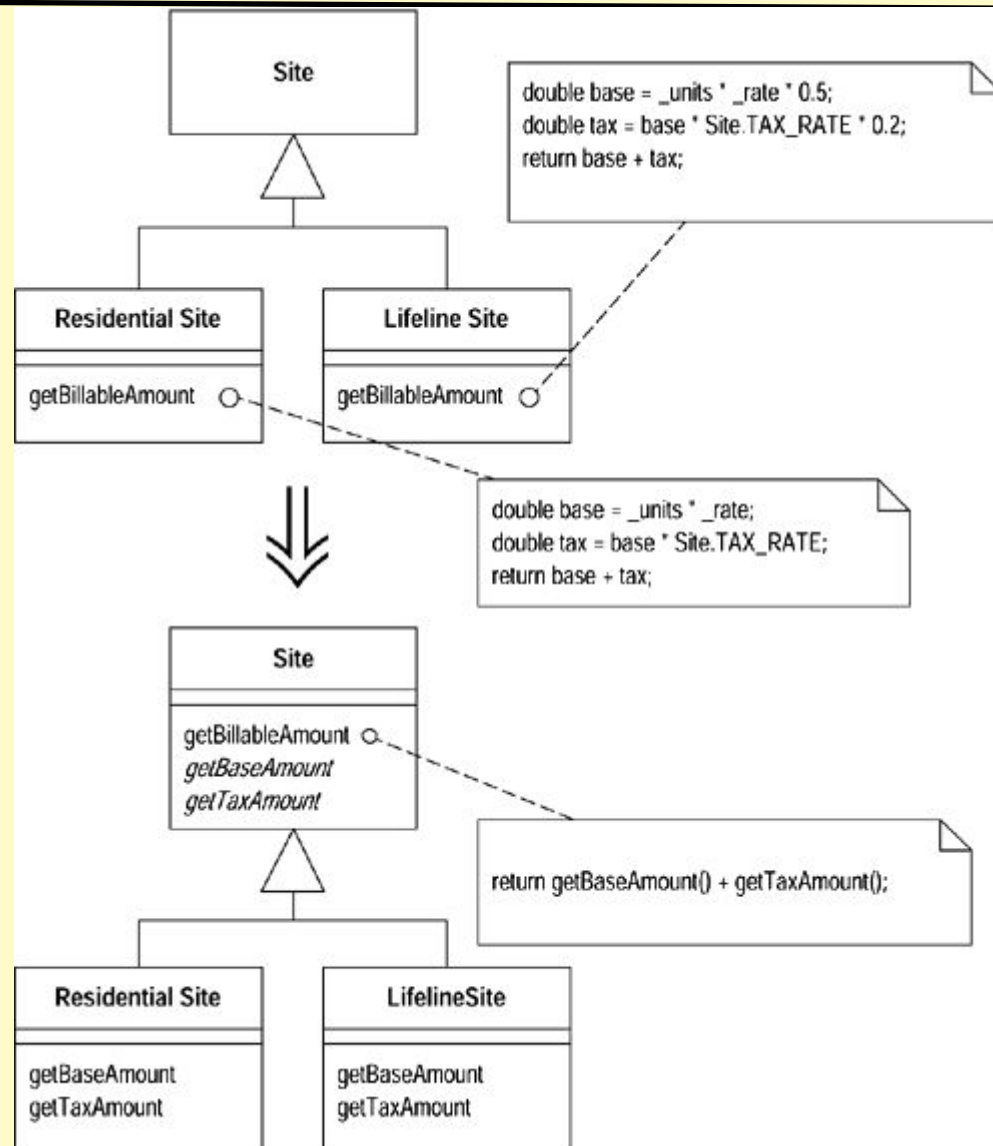 Site
double base = _units * _rate * 0.5;
double tax = base * Site.TAX_RATE * 0.2;
return base + tax;
Residential Site
getBillableAmount
Lifeline Site
getBillableAmount
double base = _units * _rate;
double tax = base * Site.TAX_RATE;
return base + tax;
Site
getBillableAmount
getBaseAmount
getTaxAmount
return getBaseAmount() + getTaxAmount();
Residential Site
getBaseAmount
getTaxAmount
LifelineSite
getBaseAmount
getTaxAmount